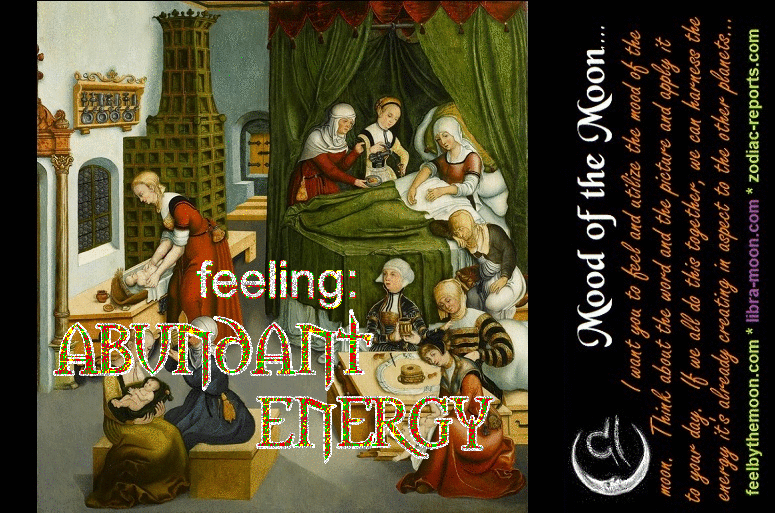 feeling:
ABUNDANT
ENERGY
Mood of the Moon....
I want you to feel and utilize the mood of the
moon. Think about the word and the picture and apply it
to your day. If we all do this together, we can harness the
energy it's already creating in aspect to the other planets...
feelbythemoon.com * libra-moon.com * zodiac-reports.com